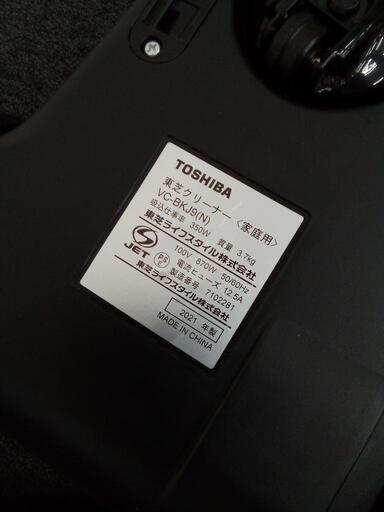 TOSHIBA
東芝クリーナー〈家庭用〉
VC-BKJ9(N)
吸込仕事率 350W 質量 3.7kg
東芝ライフスタイル株式会社
100V 870W 50/60Hz
電流ヒューズ 12.5A
製造番号 7102281
東芝ライフスタイル株式会社
S
JET
PS
E
2021 年製
MADE IN CHINA